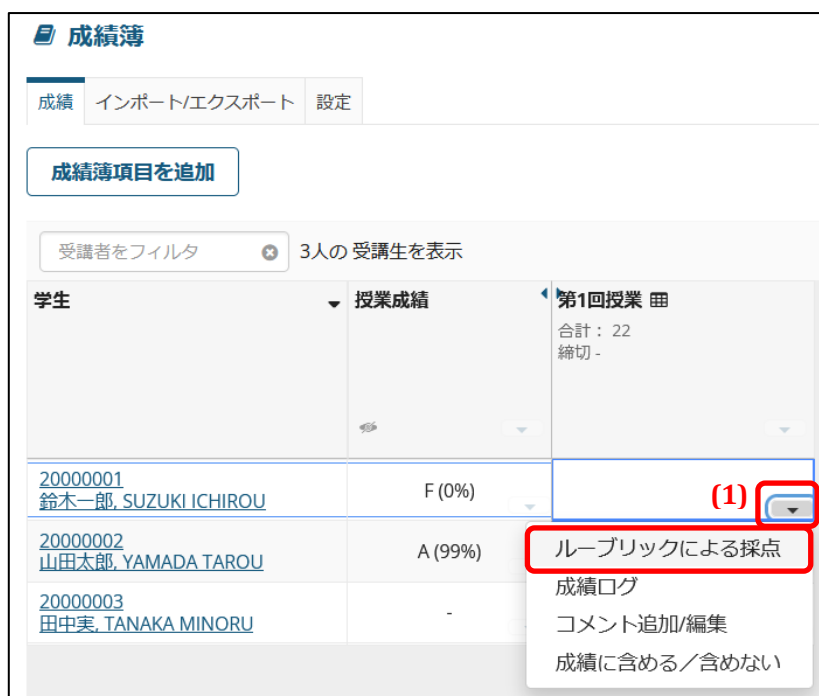 成績簿
成績 インポート/エクスポート 設定
成績簿項目を追加
受講者をフィルタ 3人の 受講生を表示
学生 授業成績 第1回授業
合計： 22
締切 -
20000001
鈴木一郎, SUZUKI ICHIROU F (0%) (1)
20000002
山田太郎, YAMADA TAROU A (99%)
20000003
田中実, TANAKA MINORU -
ルーブリックによる採点
成績ログ
コメント追加/編集
成績に含める／含めない